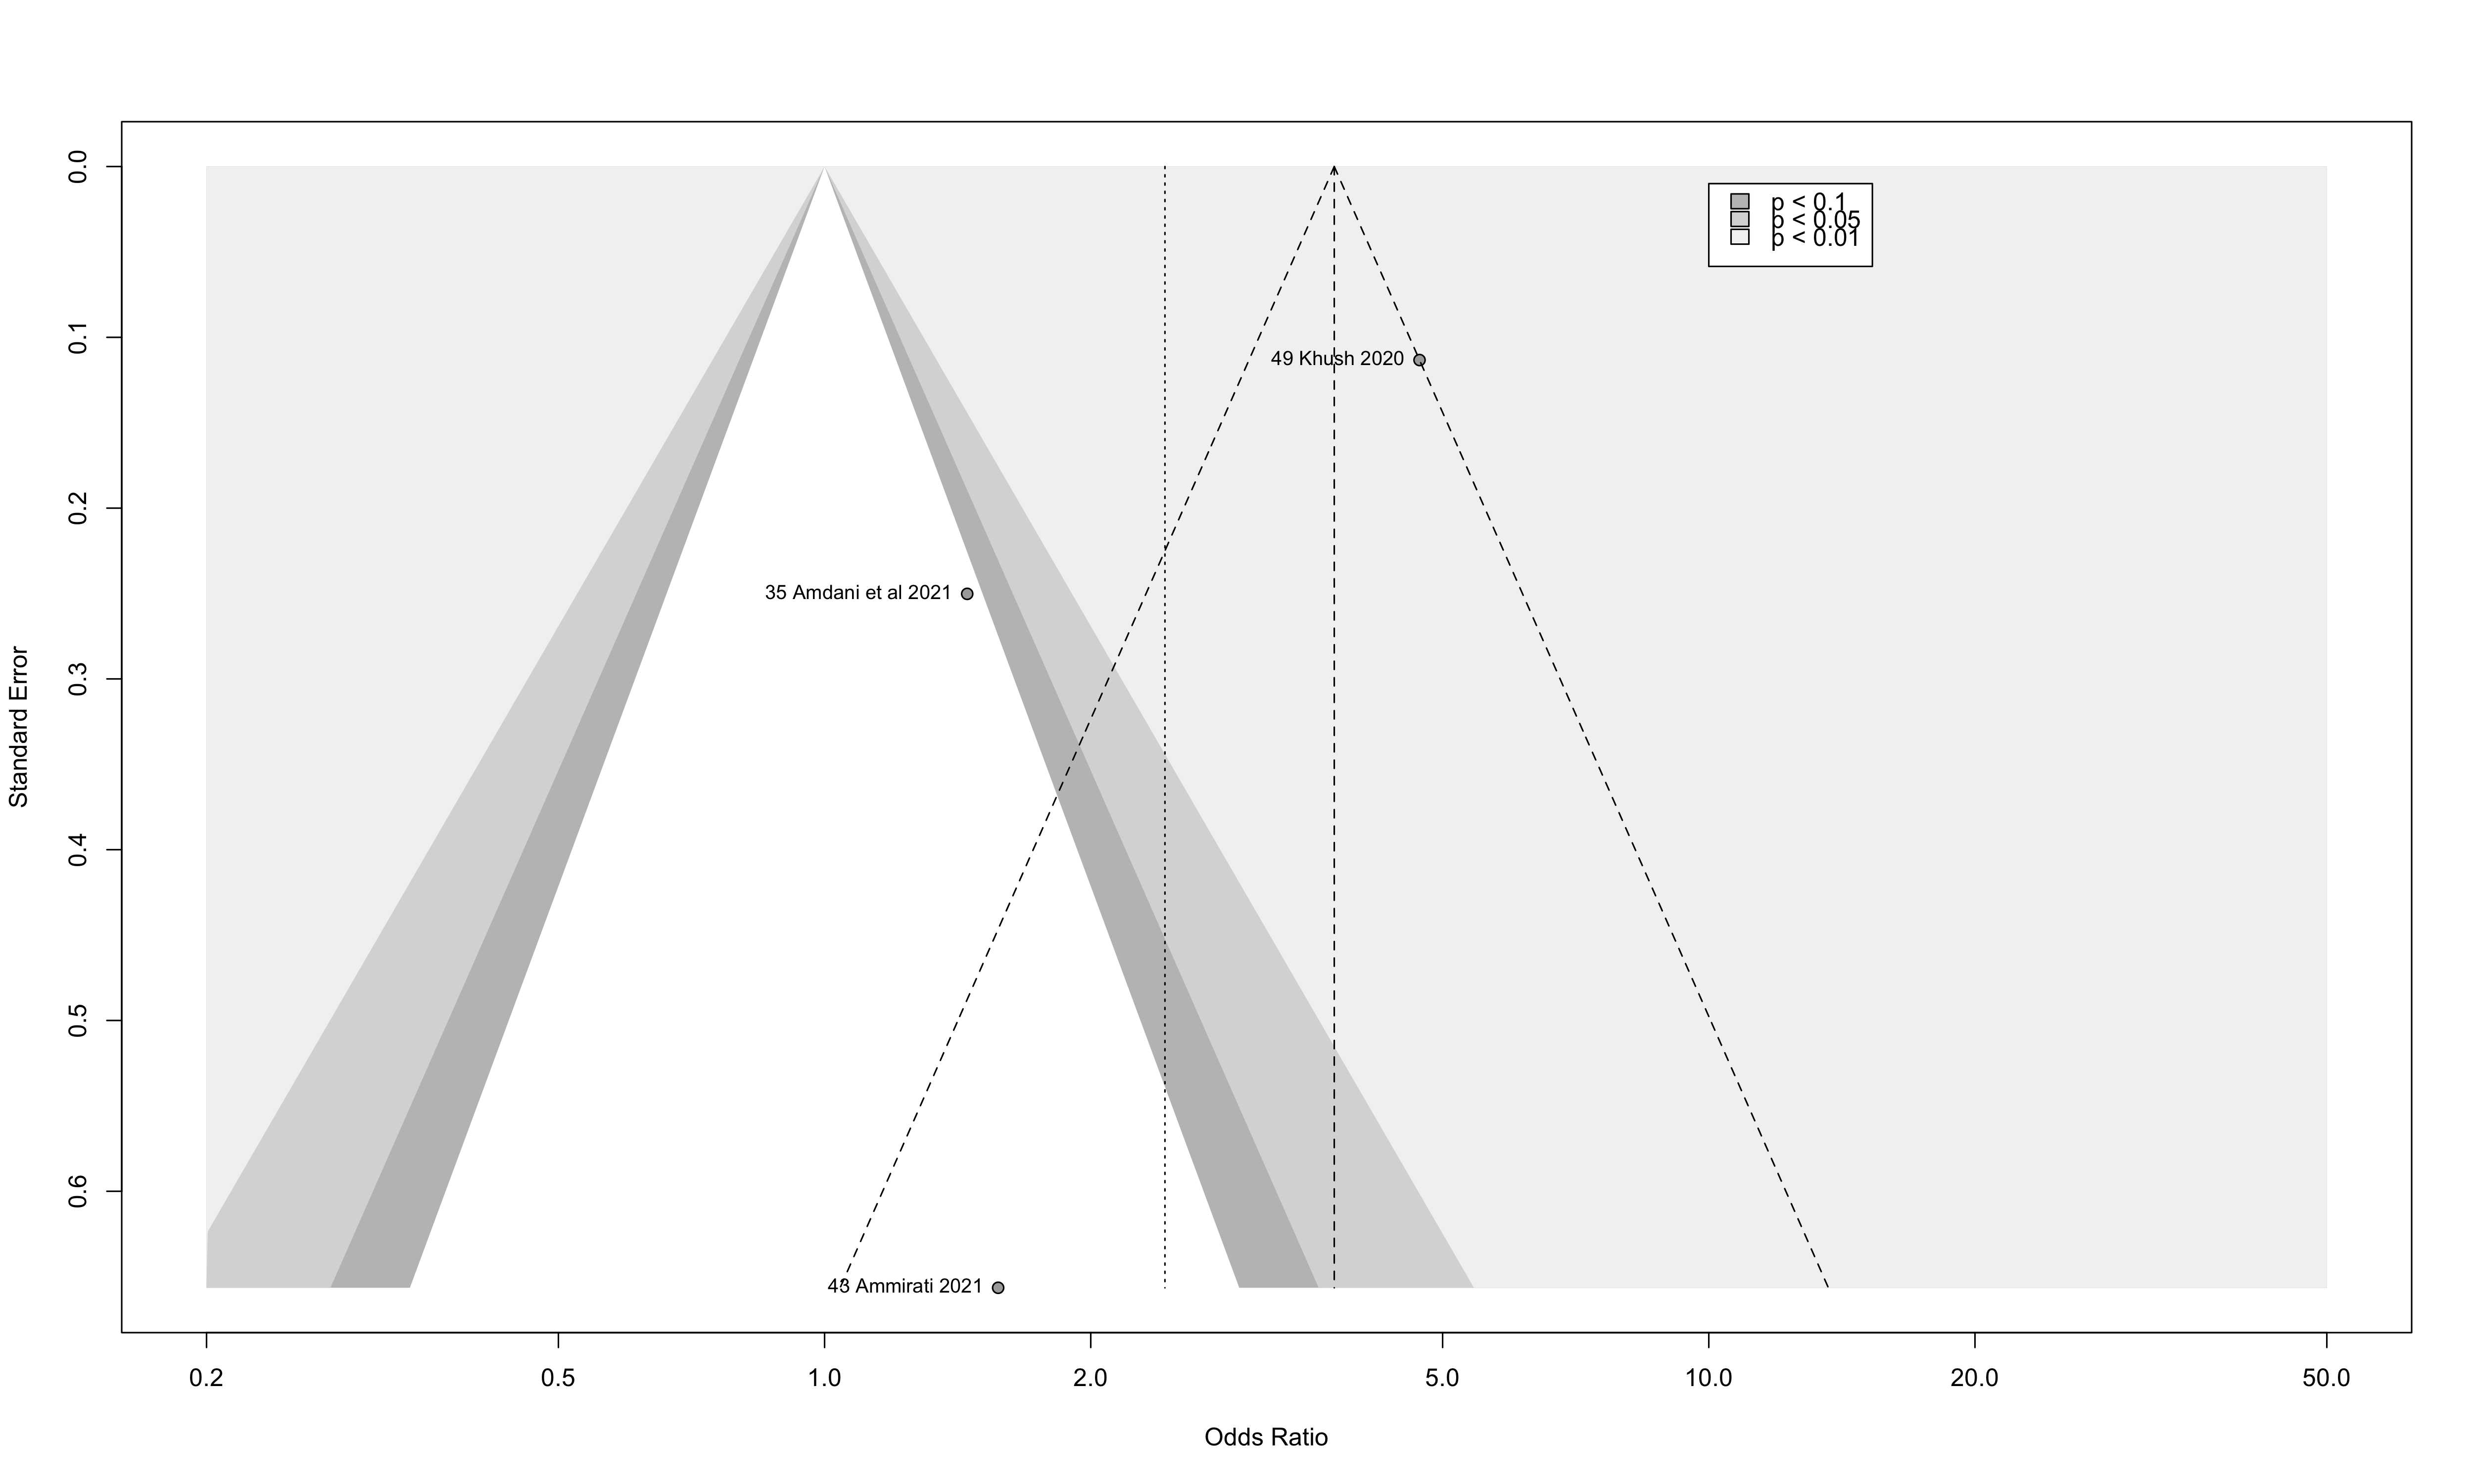 0.0
0.1
0.2
0.3
0.4
0.5
0.6
Standard Error
p < 0.1
p < 0.05
p < 0.01
49 Khush 2020
35 Amdani et al 2021
43 Ammirati 2021
0.2 0.5 1.0 2.0 5.0 10.0 20.0 50.0
Odds Ratio